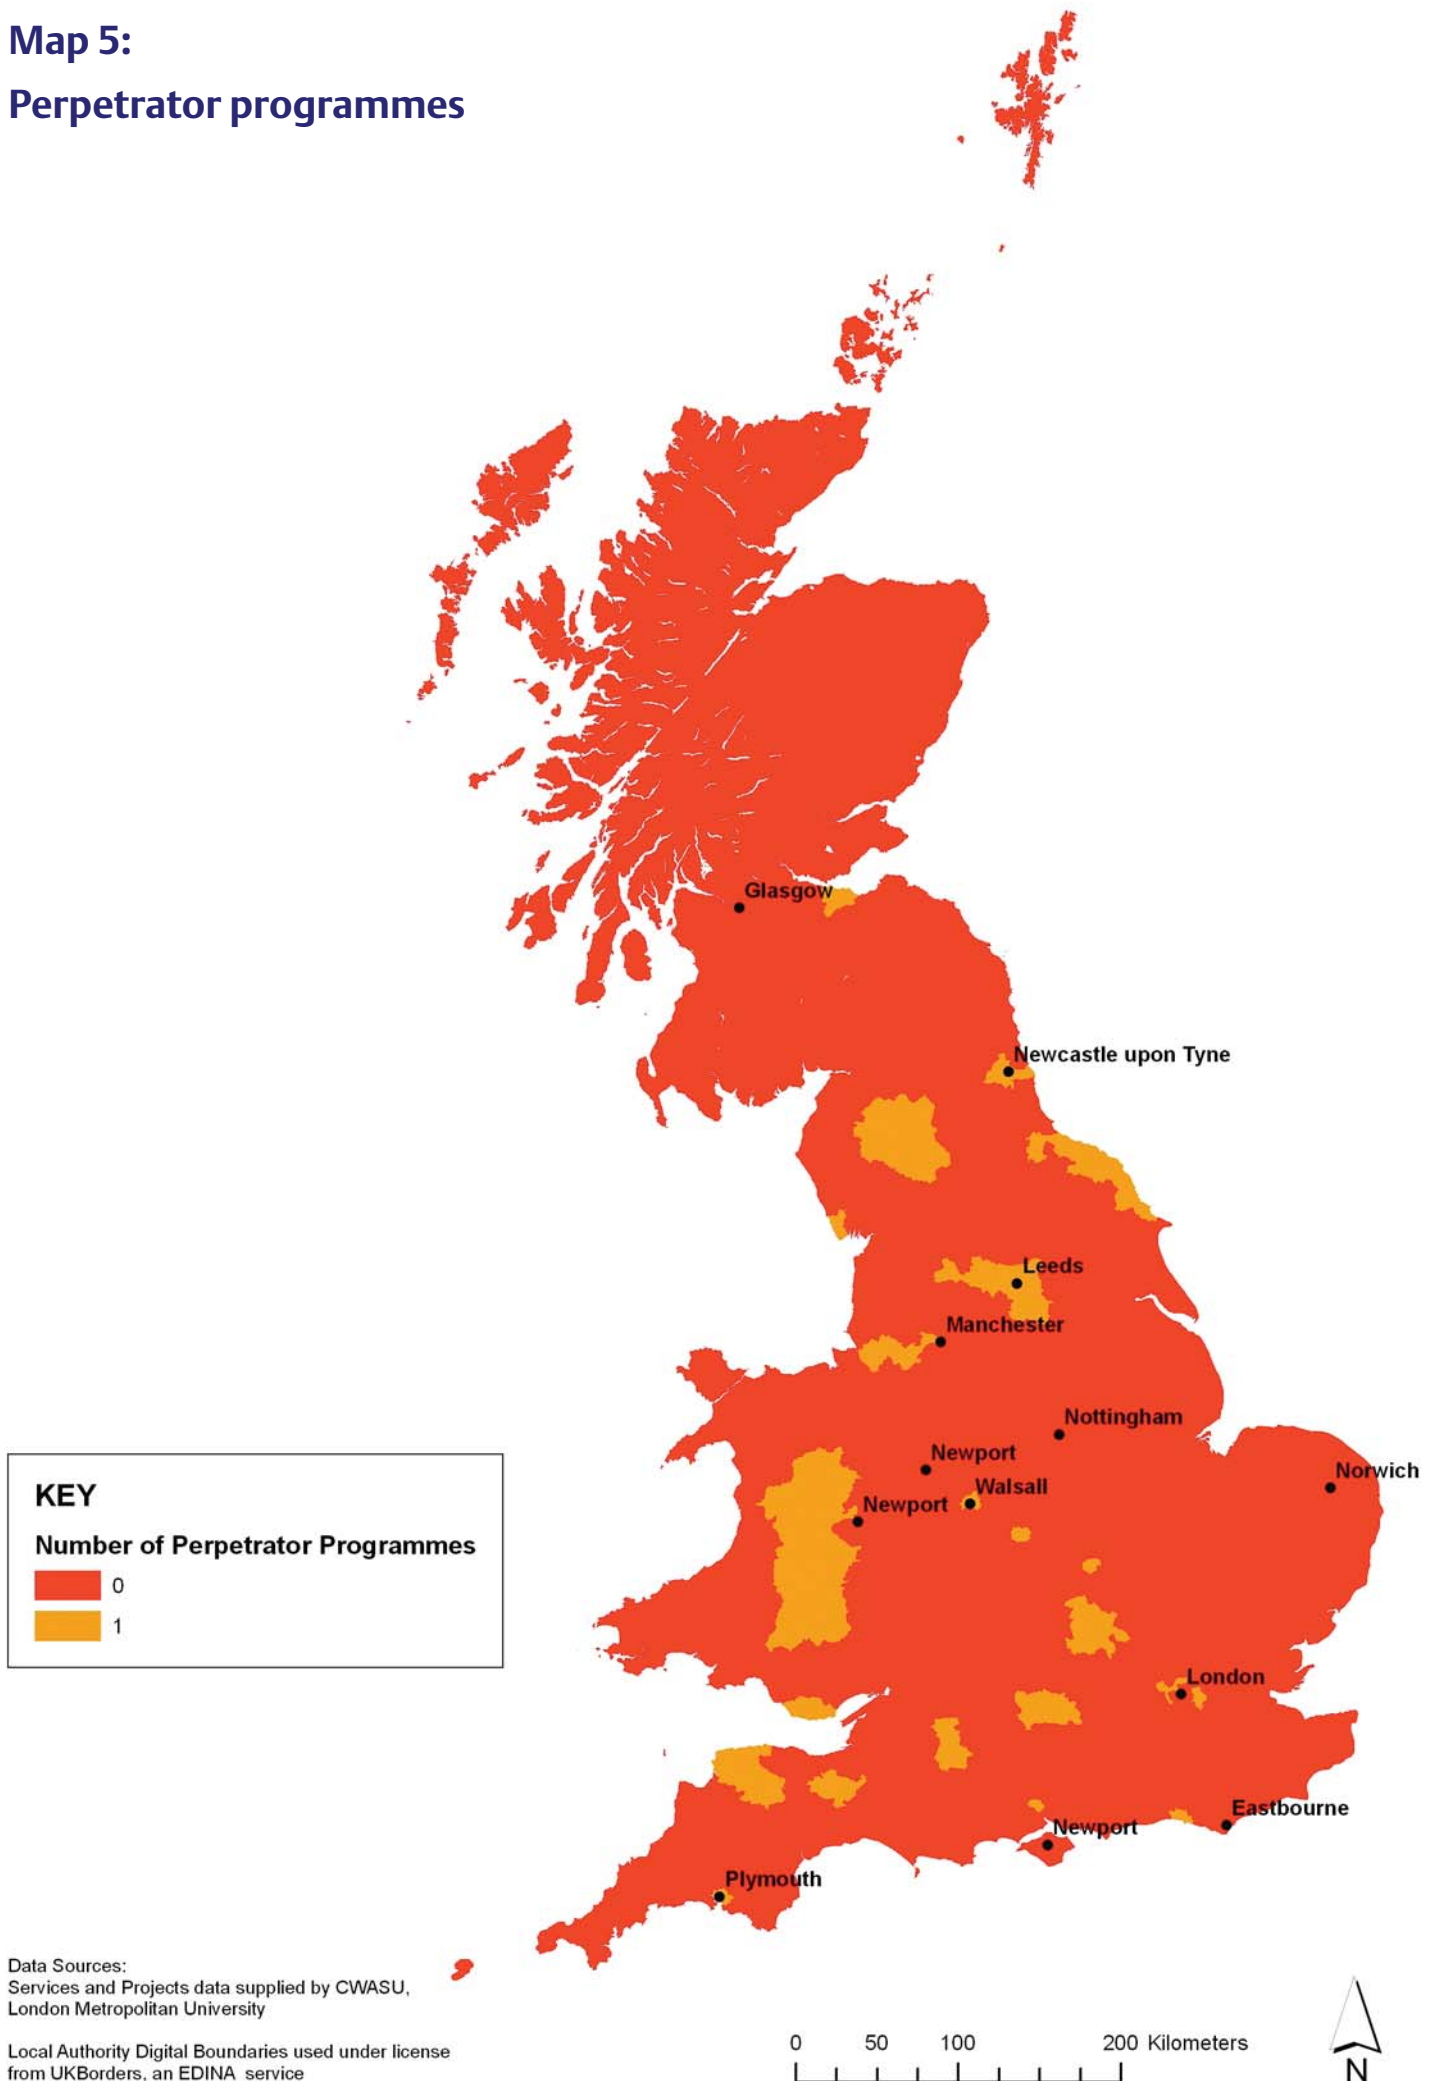 Map 5:
Perpetrator programmes
Glasgow
Newcastle upon Tyne
Leeds
Manchester
Nottingham
Newport
Norwich
Walsall
Newport
London
Eastbourne
Newport
Plymouth
KEY
Number of Perpetrator Programmes
0
1
Data Sources:
Services and Projects data supplied by CWASU,
London Metropolitan University
Local Authority Digital Boundaries used under license
from UKBorders, an EDINA service
0 50 100 200 Kilometers
N